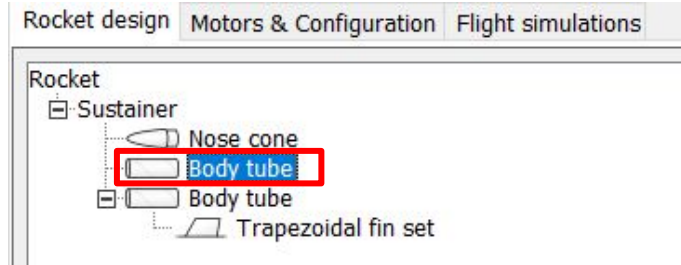 Rocket design Motors & Configuration Flight simulations
Rocket
Sustainer
Nose cone
Body tube
Body tube
Trapezoidal fin set